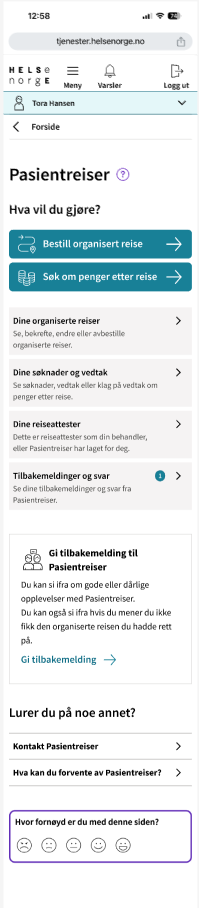 12:58
tjenester.helsenorge.no
HELSE
norgE
Meny
Varsler
Logg ut
Tora Hansen
Forside
Pasientreiser ?
Hva vil du gjøre?
Bestill organisert reise
Søk om penger etter reise
Dine organiserte reiser
Se, bekrefte, endre eller avbestille
organiserte reiser.
Dine søknader og vedtak
Se søknader, vedtak eller klag på vedtak om
penger etter reise.
Dine reiseattester
Dette er reiseattester som din behandler,
eller Pasientreiser har laget for deg.
Tilbakemeldinger og svar 1
Se dine tilbakemeldinger og svar fra
Pasientreiser.
Gi tilbakemelding til
Pasientreiser
Du kan si ifra om gode eller dårlige
opplevelser med Pasientreiser.
Du kan også si ifra hvis du mener du ikke
fikk den organiserte reisen du hadde rett
på.
Gi tilbakemelding
Lurer du på noe annet?
Kontakt Pasientreiser
Hva kan du forvente av Pasientreiser?
Hvor fornøyd er du med denne siden?